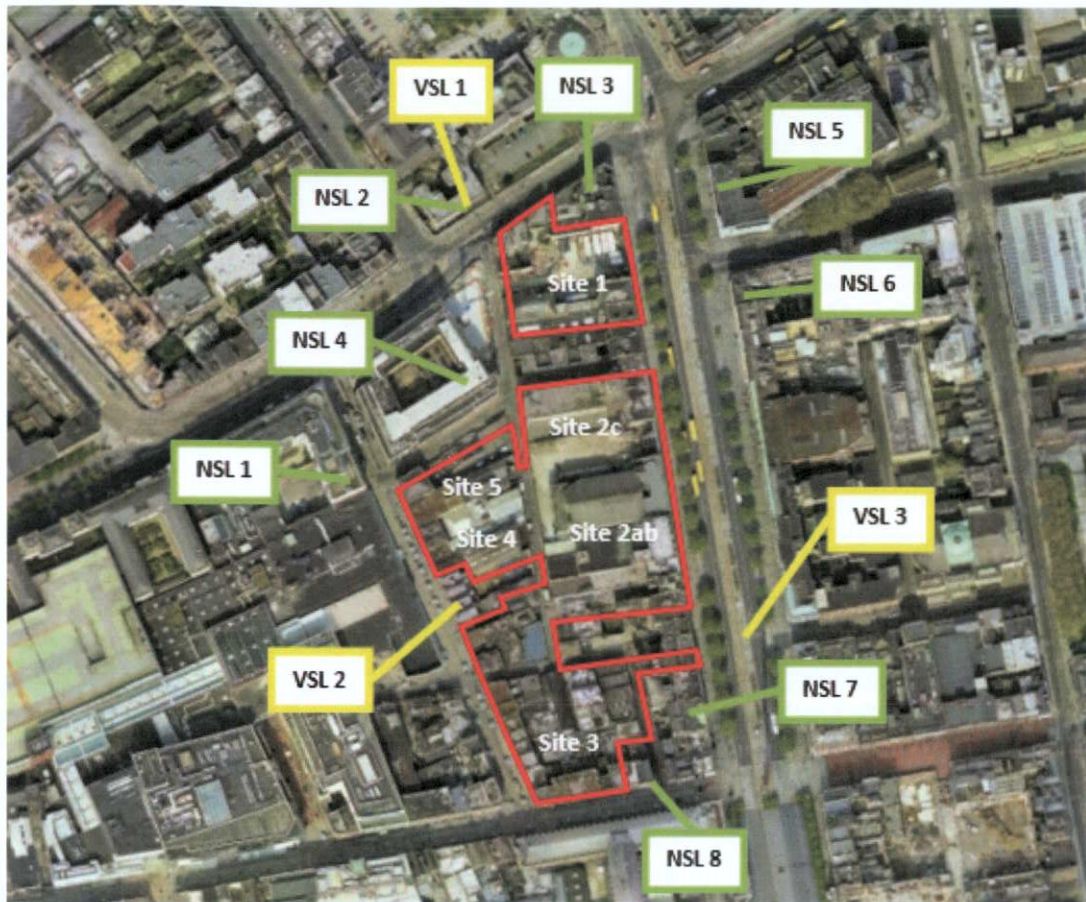 VSL 1
NSL 3
NSL 5
NSL 2
Site 1
NSL 6
NSL 4
Site 2c
NSL 1
Site 5
Site 4
Site 2ab
VSL 3
VSL 2
NSL 7
Site 3
NSL 8